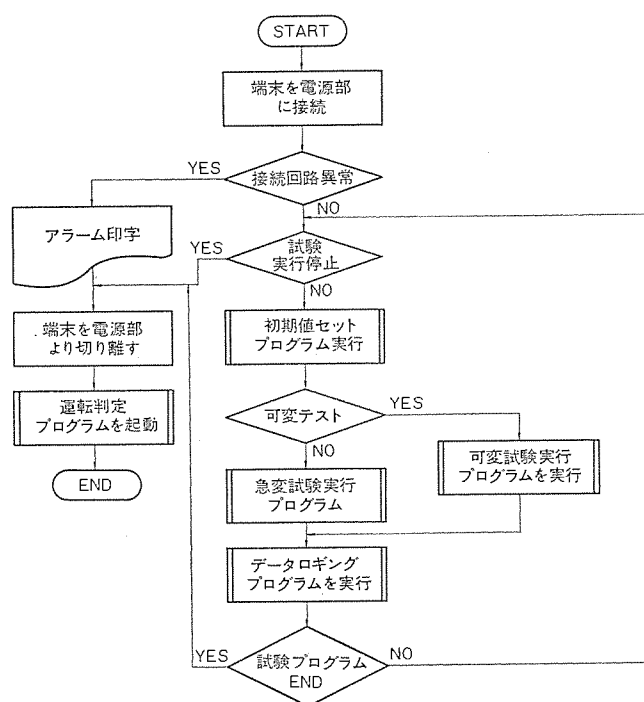 START
端末を電源部
に接続
接続回路異常
YES
NO
アラーム印字
試験
実行停止
YES
NO
端末を電源部
より切り離す
初期値セット
プログラム実行
運転判定
プログラムを起動
可変テスト
YES
NO
END
急変試験実行
プログラム
可変試験実行
プログラムを実行
データロギング
プログラムを実行
試験プログラム
END
YES
NO